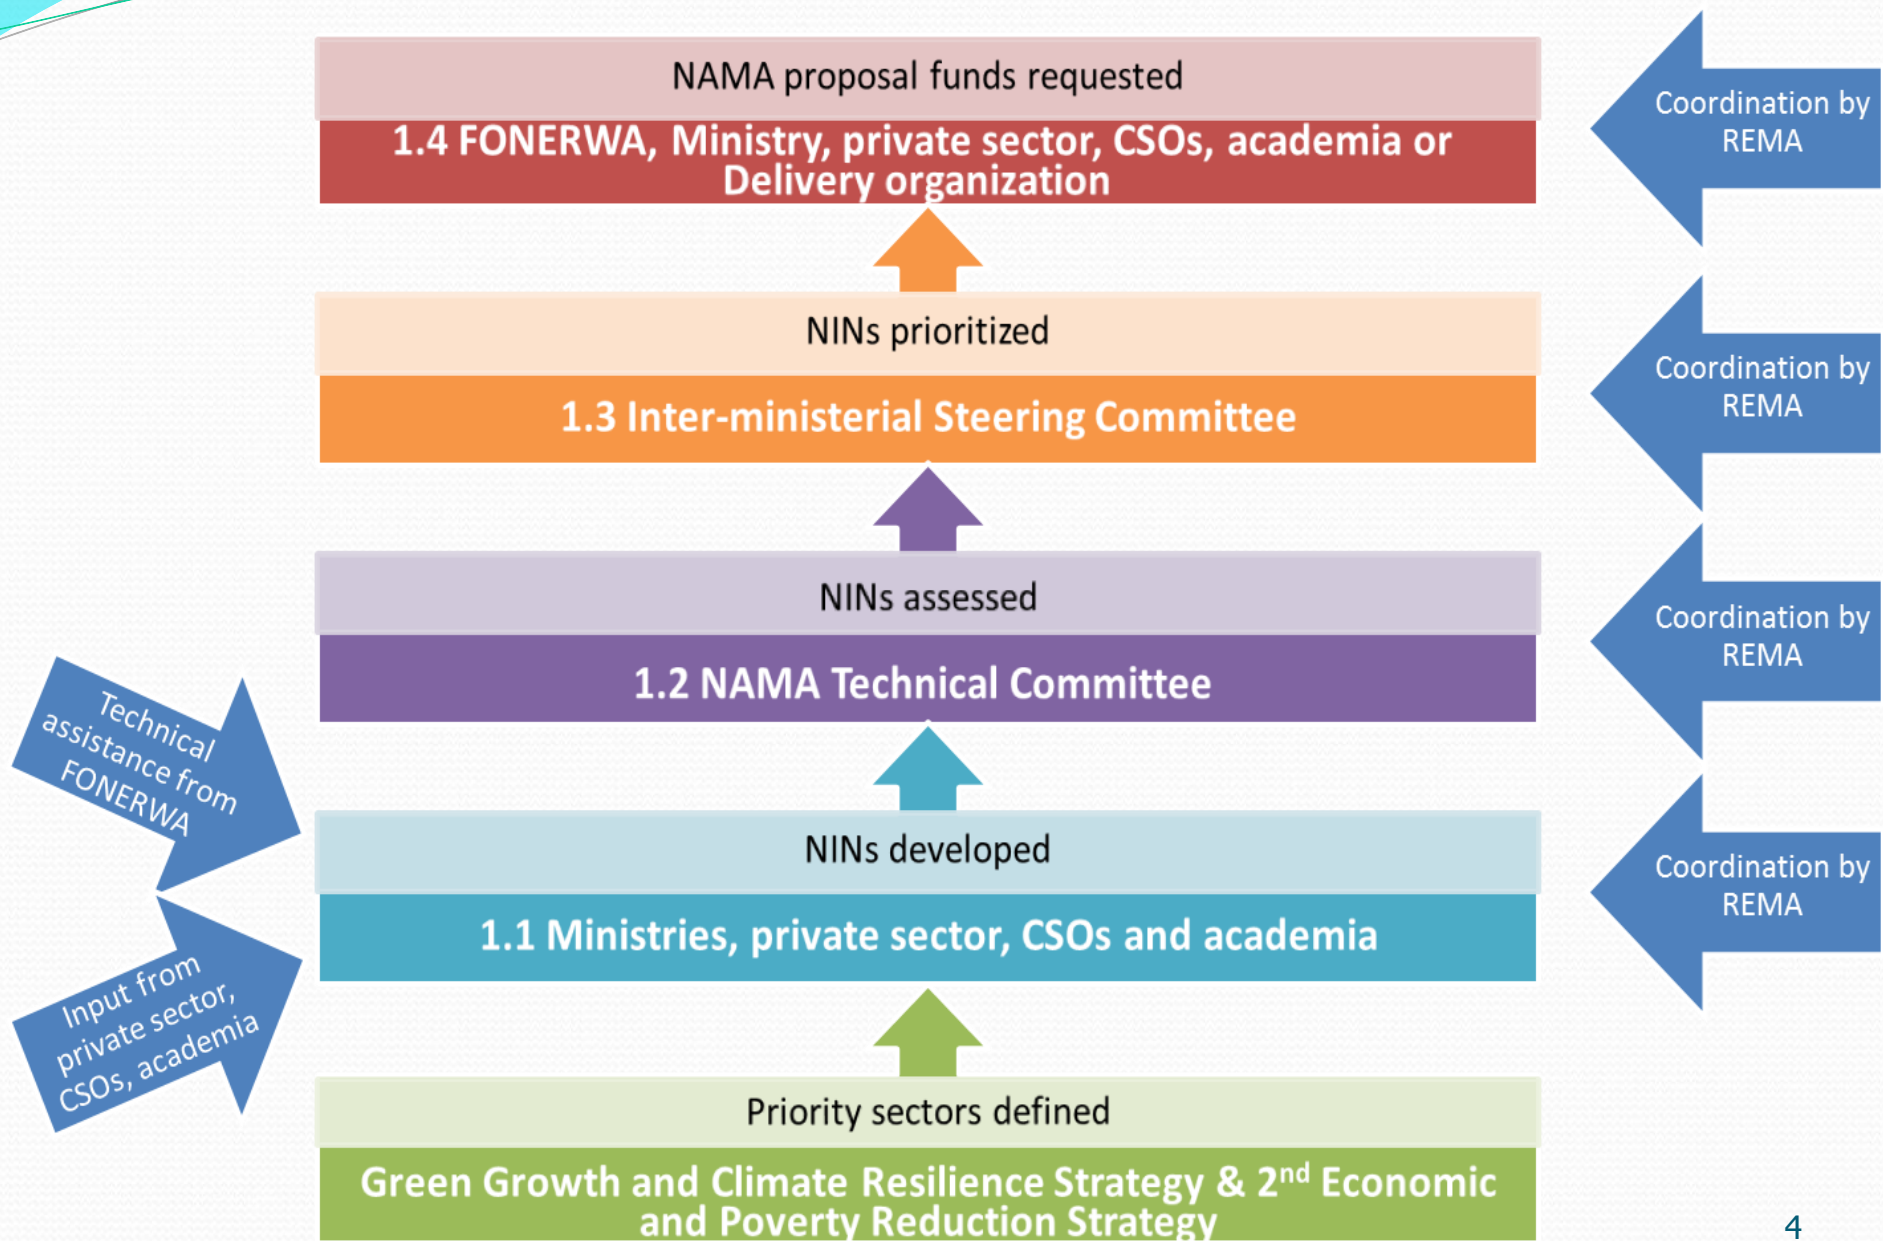 NAMA proposal funds requested
1.4 FONERWA, Ministry, private sector, CSOs, academia or
Delivery organization
Coordination by
REMA
NINs prioritized
1.3 Inter-ministerial Steering Committee
Coordination by
REMA
NINs assessed
1.2 NAMA Technical Committee
Coordination by
REMA
Technical
assistance from
FONERWA
NINs developed
1.1 Ministries, private sector, CSOs and academia
Coordination by
REMA
Input from
private sector,
CSOs, academia
Priority sectors defined
Green Growth and Climate Resilience Strategy & 2nd Economic
and Poverty Reduction Strategy
4